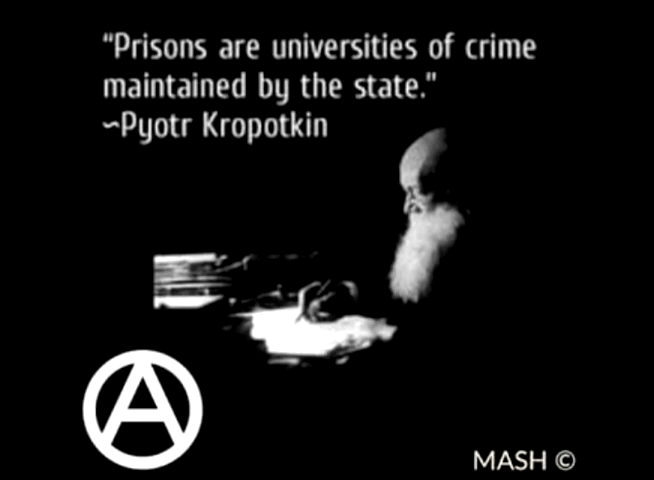 “Prisons are universities of crime
maintained by the state.”
~Pyotr Kropotkin
MASH ©